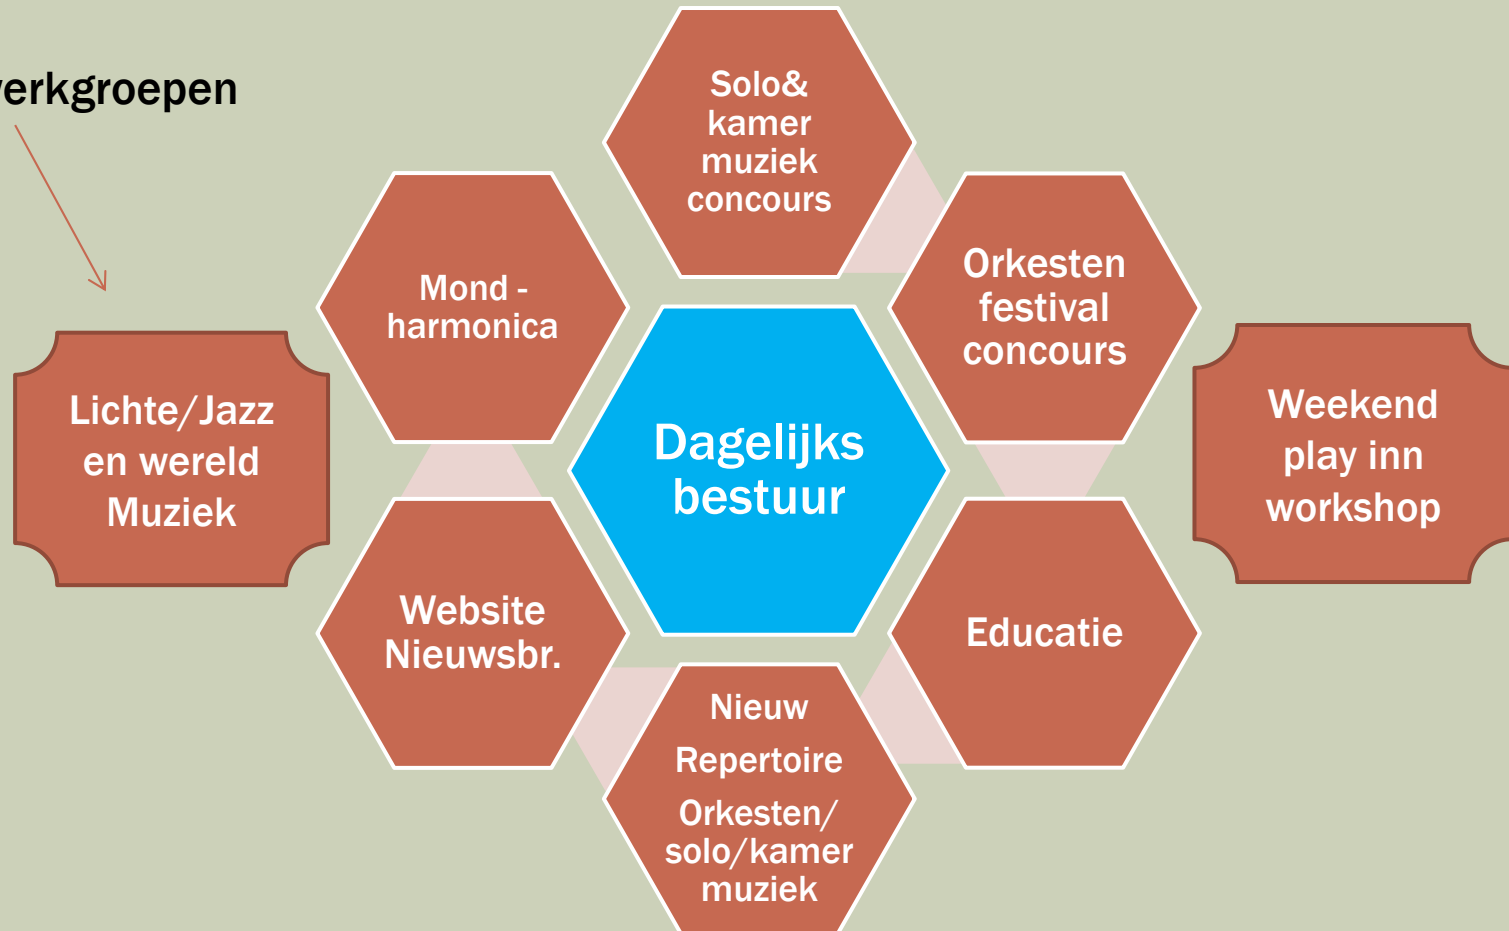 werkgroepen
Solo&
kamer
muziek
concours
Mond -
harmonica
Orkesten
festival
concours
Lichte/Jazz
en wereld
Muziek
Dagelijks
bestuur
Weekend
play inn
workshop
Website
Nieuwsbr.
Educatie
Nieuw
Repertoire
Orkesten/
solo/kamer
muziek